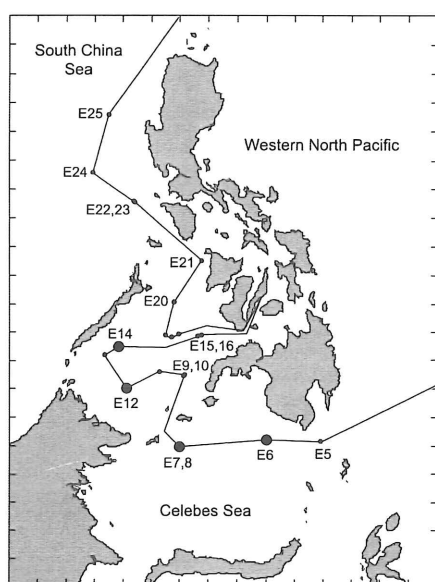 South China
Sea
E25
Western North Pacific
E24
E22,23
E21
E20
E14
E15,16
E9,10
E12
E7,8
E6
E5
Celebes Sea